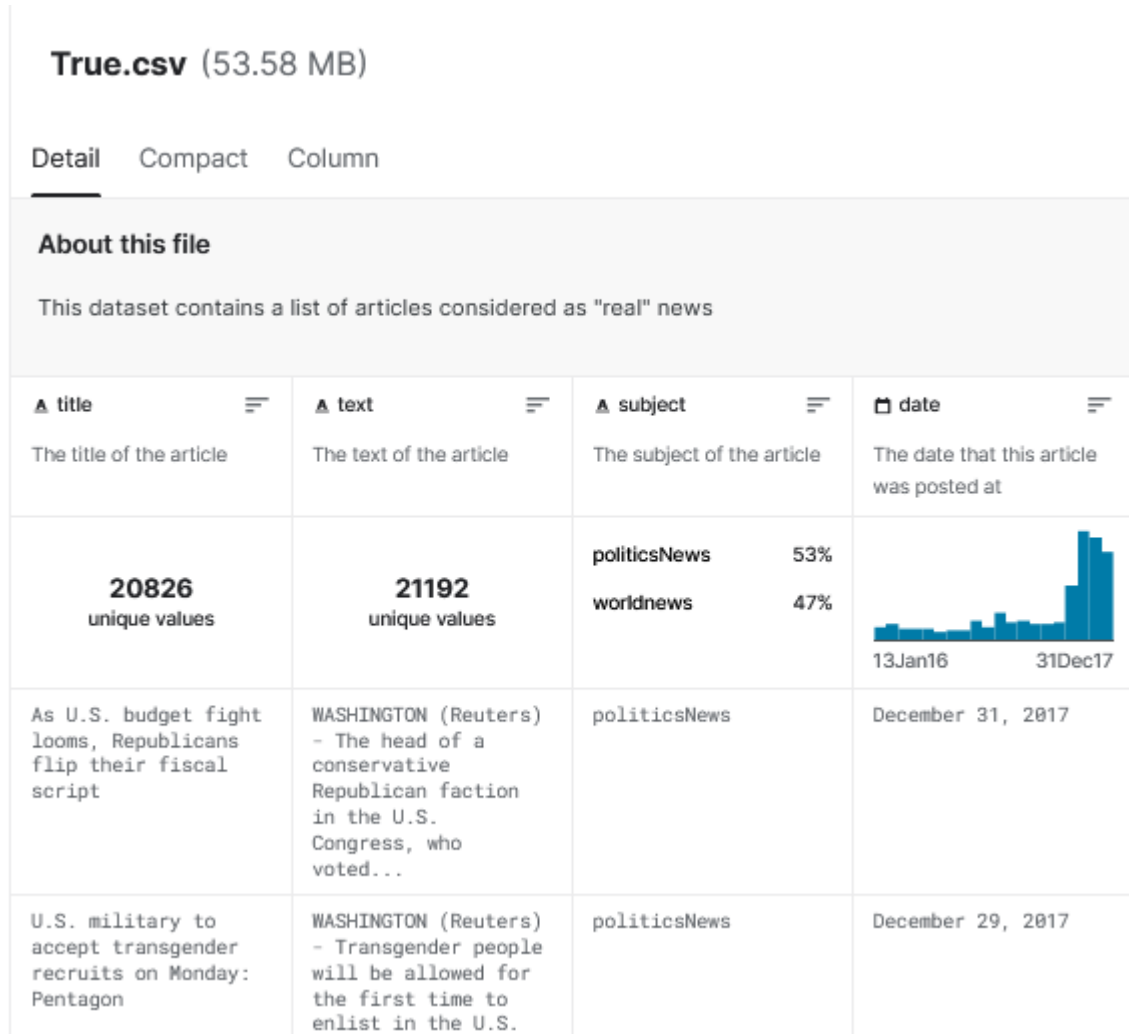 True.csv (53.58 MB)
Detail Compact Column
About this file
This dataset contains a list of articles considered as "real" news
A title
The title of the article
A text
The text of the article
A subject
The subject of the article
date
The date that this article
was posted at
20826
unique values
21192
unique values
politicsNews 53%
worldnews 47%
13Jan16 31Dec17
As U.S. budget fight
looms, Republicans
flip their fiscal
script
WASHINGTON (Reuters)
- The head of a
conservative
Republican faction
in the U.S.
Congress, who
voted...
politicsNews
December 31, 2017
U.S. military to
accept transgender
recruits on Monday:
Pentagon
WASHINGTON (Reuters)
- Transgender people
will be allowed for
the first time to
enlist in the U.S.
politicsNews
December 29, 2017